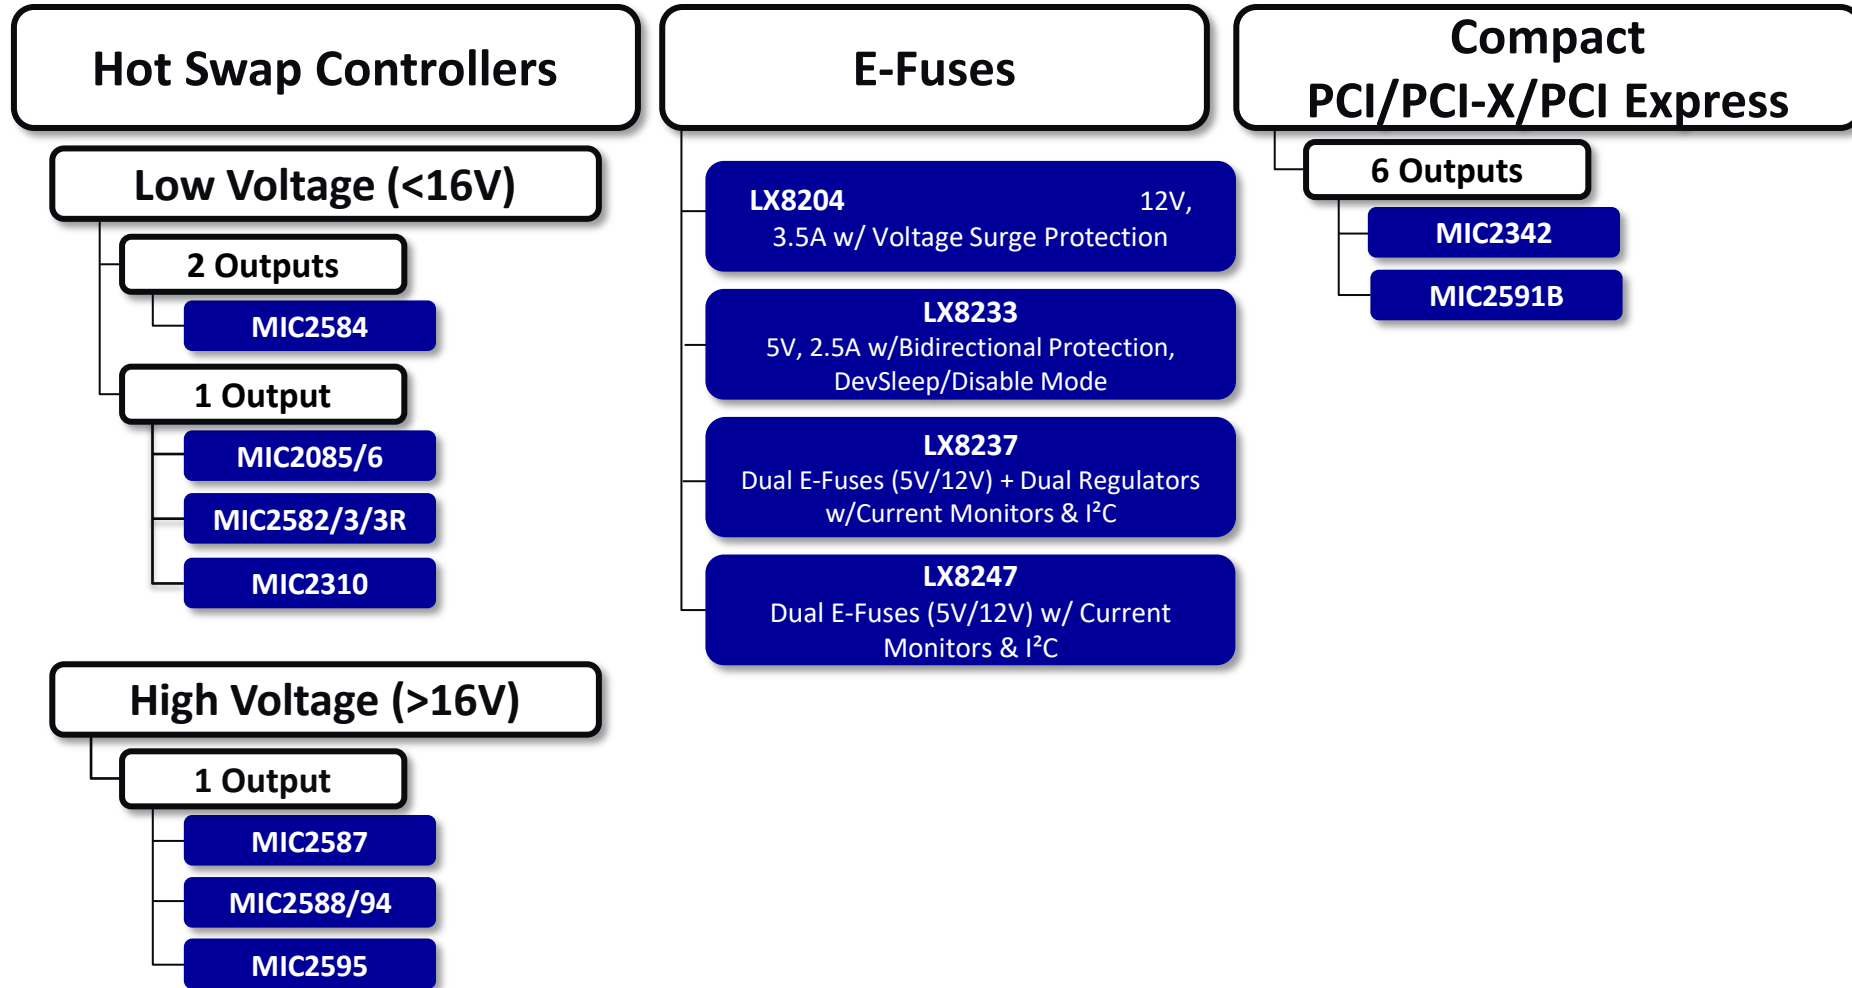 Hot Swap Controllers
Low Voltage (<16V)
2 Outputs
MIC2584
1 Output
MIC2085/6
MIC2582/3/3R
MIC2310
High Voltage (>16V)
1 Output
MIC2587
MIC2588/94
MIC2595
E-Fuses
LX8204 12V,
3.5A w/ Voltage Surge Protection
LX8233
5V, 2.5A w/Bidirectional Protection,
DevSleep/Disable Mode
LX8237
Dual E-Fuses (5V/12V) + Dual Regulators
w/Current Monitors & I²C
LX8247
Dual E-Fuses (5V/12V) w/ Current
Monitors & I²C
Compact
PCI/PCI-X/PCI Express
6 Outputs
MIC2342
MIC2591B